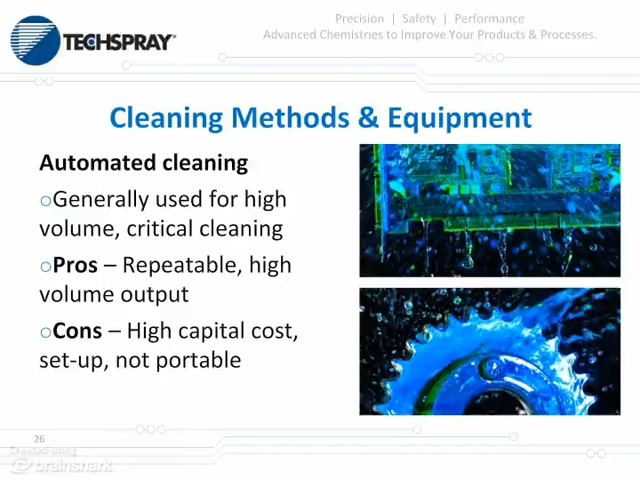 Precision | Safety | Performance
TECHSPRAY®
Advanced Chemistries to Improve Your Products & Processes.
Cleaning Methods & Equipment
Automated cleaning
○Generally used for high
volume, critical cleaning
○Pros – Repeatable, high
volume output
○Cons – High capital cost,
set-up, not portable
26
Created using
brainshark